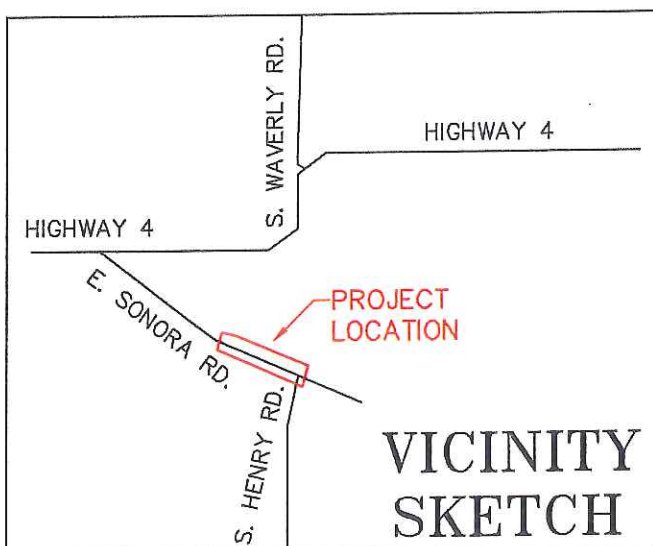 S. WAVERLY RD.
HIGHWAY 4
HIGHWAY 4
E. SONORA RD.
PROJECT
LOCATION
S. HENRY RD.
VICINITY
SKETCH